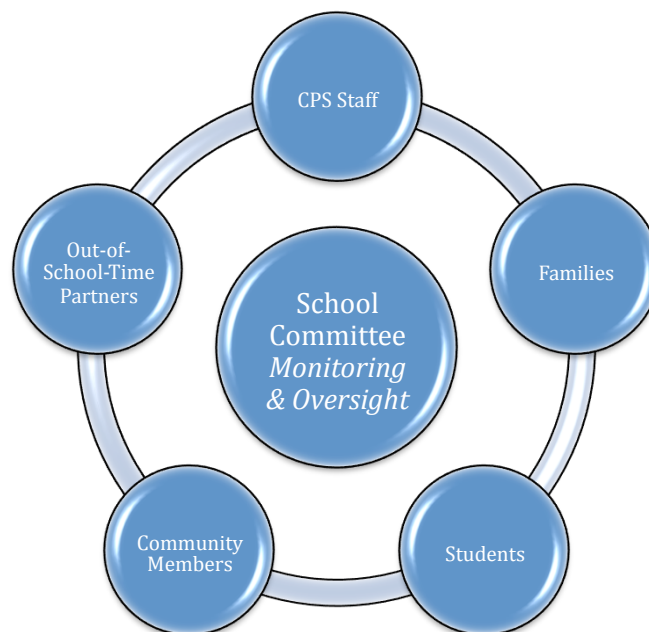 CPS Staff
Out-of-
School-Time
Partners
Families
School
Committee
Monitoring
& Oversight
Community
Members
Students